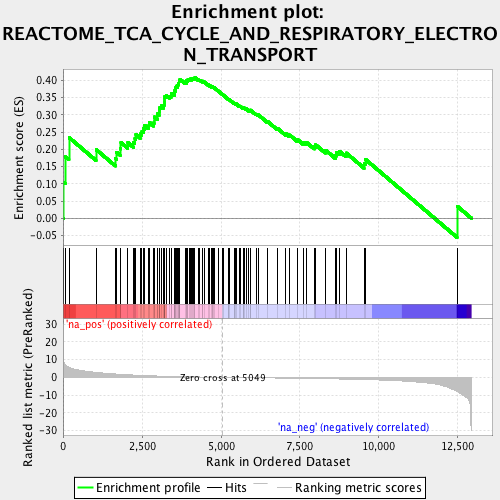 Enrichment plot:
REACTOME_TCA_CYCLE_AND_RESPIRATORY_ELECTRO
N_TRANSPORT
Enrichment score (ES)
0.40
0.35
0.30
0.25
0.20
0.15
0.10
0.05
0.00
-0.05
'na_pos' (positively correlated)
Ranked list metric (PreRanked)
30
20
10
0
-10
-20
-30
Zero cross at 5049
'na_neg' (negatively correlated)
0
2,500
5,000
7,500
10,000
12,500
Rank in Ordered Dataset
Enrichment profile
Hits
Ranking metric scores